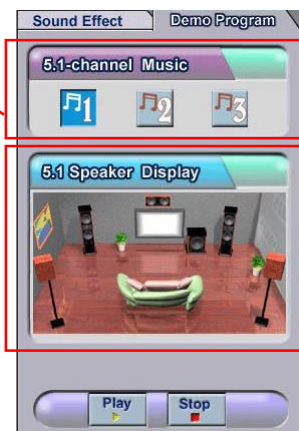 Sound Effect Demo Program
5.1-channel Music
1 2 3
5.1 Speaker Display
Play Stop